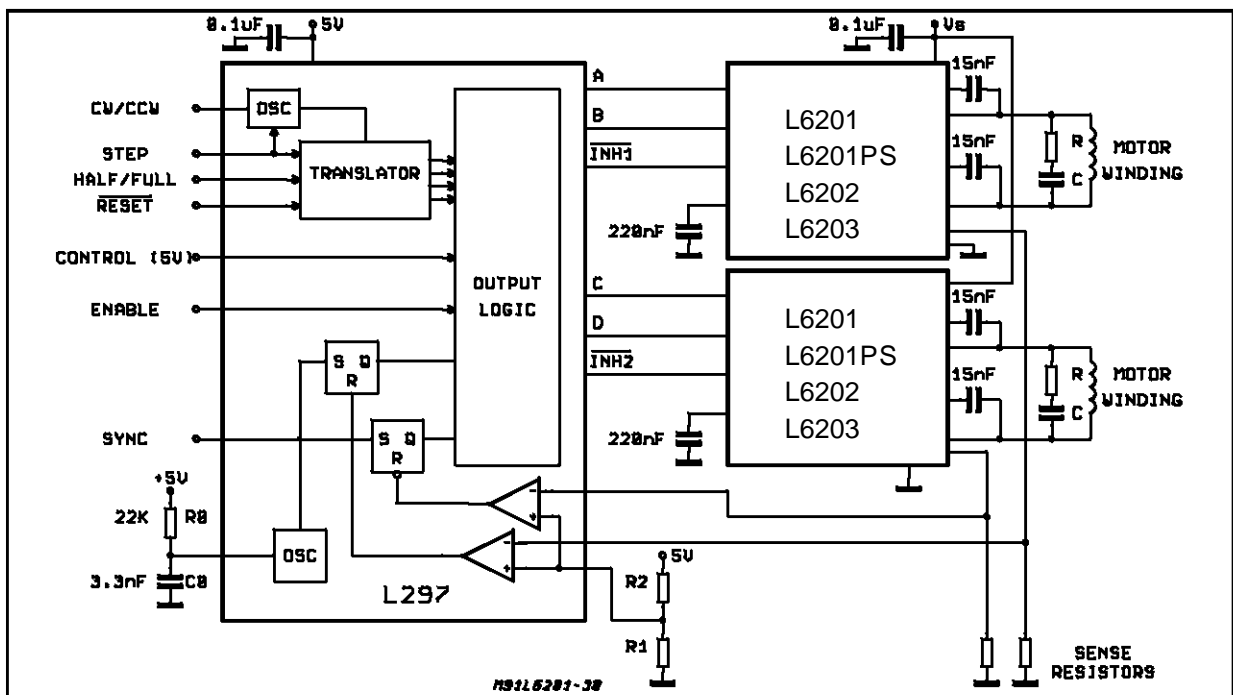 0.1uF
5V
0.1uF
Vs
15nF
A
CW/CCW
OSC
B
L6201
STEP
R
MOTOR
INH1
L6201PS
15nF
TRANSLATOR
WINDING
HALF/FULL
C
L6202
RESET
220nF
L6203
CONTROL (5V)
OUTPUT
LOGIC
C
15nF
ENABLE
D
L6201
S Q
R
INH2
L6201PS
15nF
R
MOTOR
WINDING
L6202
C
SYNC
S Q
R
220nF
L6203
+5V
-
22K
R0
+
OSC
-
5V
3.3nF
C0
+
R2
L297
R1
SENSE
RESISTORS
M91L6201-38